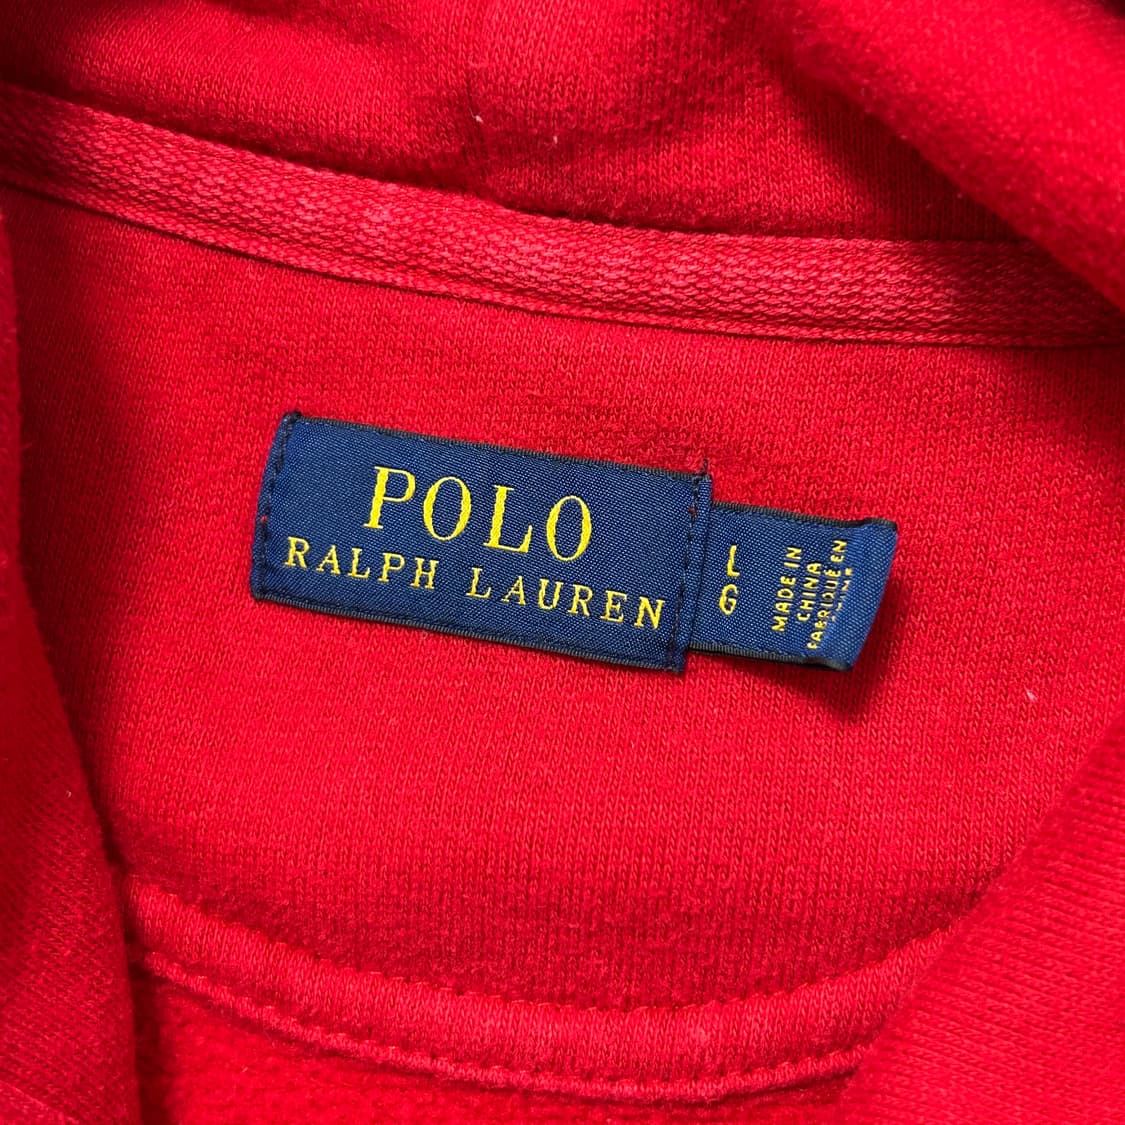 POLO
RALPH LAUREN
L
G
MADE IN
CHINA
FABRIQUÉ EN